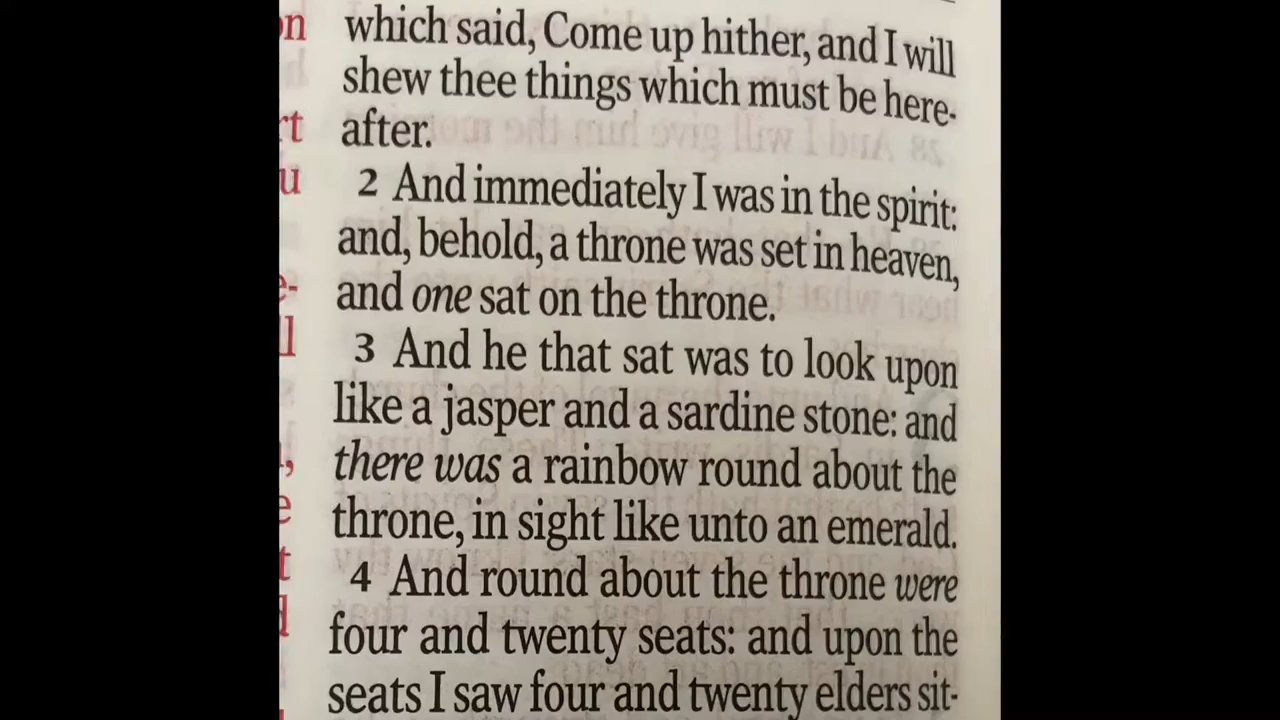 which said, Come up hither, and I will
shew thee things which must be here-
after.
2 And immediately I was in the spirit:
and, behold, a throne was set in heaven,
and one sat on the throne.
3 And he that sat was to look upon
like a jasper and a sardine stone: and
there was a rainbow round about the
throne, in sight like unto an emerald.
4 And round about the throne were
four and twenty seats: and upon the
seats I saw four and twenty elders sit-